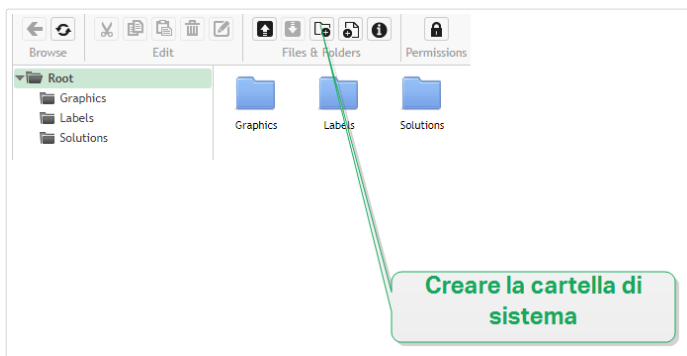 Browse
Edit
Files & Folders
Permissions
Root
Graphics
Labels
Solutions
Graphics
Labels
Solutions
Creare la cartella di
sistema